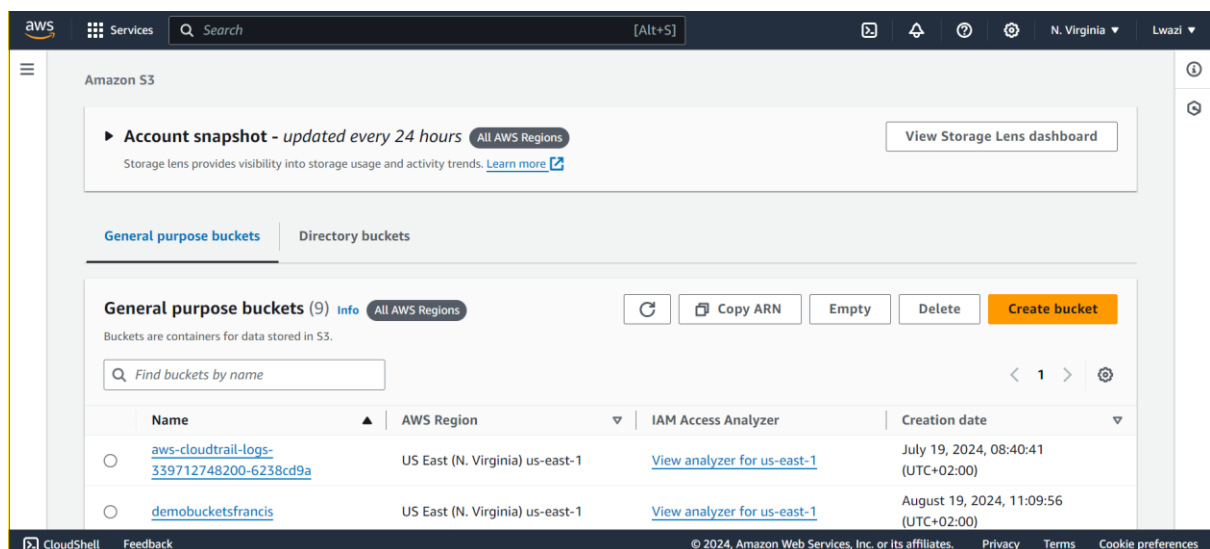 aws Services Search [Alt+S] N. Virginia ▼ Lwazi ▼
Amazon S3
Account snapshot - updated every 24 hours All AWS Regions
View Storage Lens dashboard
Storage lens provides visibility into storage usage and activity trends. Learn more
General purpose buckets Directory buckets
General purpose buckets (9) Info All AWS Regions
Copy ARN Empty Delete Create bucket
Buckets are containers for data stored in S3.
Find buckets by name
1
Name AWS Region IAM Access Analyzer Creation date
aws-cloudtrail-logs-
339712748200-6238cd9a
US East (N. Virginia) us-east-1
View analyzer for us-east-1
July 19, 2024, 08:40:41
(UTC+02:00)
demobucketsfrancis
US East (N. Virginia) us-east-1
View analyzer for us-east-1
August 19, 2024, 11:09:56
(UTC+02:00)
CloudShell Feedback © 2024, Amazon Web Services, Inc. or its affiliates. Privacy Terms Cookie preferences